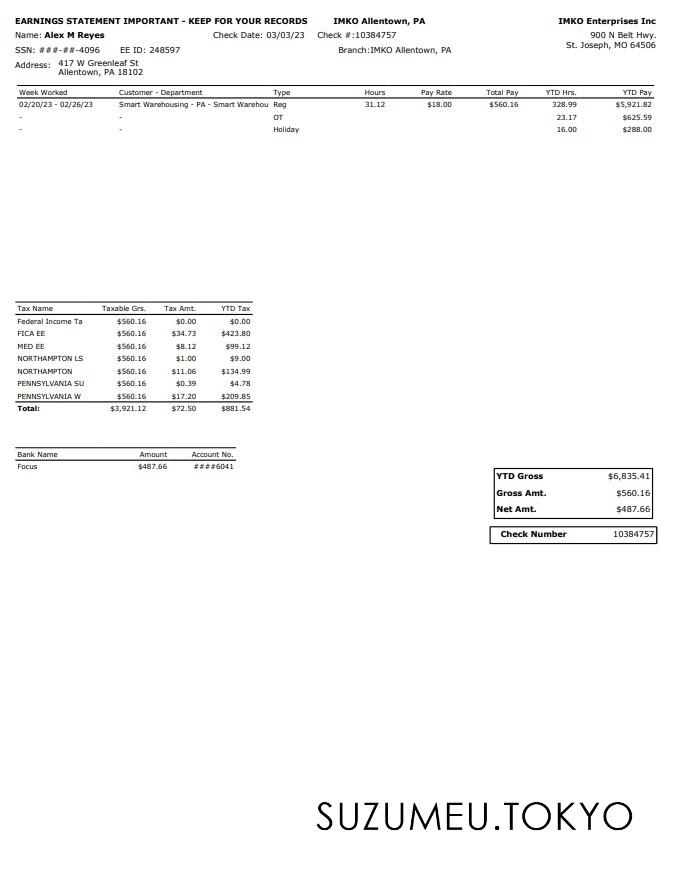 EARNINGS STATEMENT IMPORTANT - KEEP FOR YOUR RECORDS IMKO Allentown, PA IMKO Enterprises Inc
Name: Alex M Reyes Check Date: 03/03/23 Check #:10384757 900 N Belt Hwy.
St. Joseph, MO 64506
SSN: ###-##-4096 EE ID: 248597 Branch:IMKO Allentown, PA
Address: 417 W Greenleaf St
Allentown, PA 18102
Week Worked Customer - Department Type Hours Pay Rate Total Pay YTD Hrs. YTD Pay
02/20/23 - 02/26/23 Smart Warehousing - PA - Smart Warehou Reg 31.12 $18.00 $560.16 328.99 $5,921.82
- - OT 23.17 $625.59
- - Holiday 16.00 $288.00
Tax Name Taxable Grs. Tax Amt. YTD Tax
Federal Income Ta $560.16 $0.00 $0.00
FICA EE $560.16 $34.73 $423.80
MED EE $560.16 $8.12 $99.12
NORTHAMPTON LS $560.16 $1.00 $9.00
NORTHAMPTON $560.16 $11.06 $134.99
PENNSYLVANIA SU $560.16 $0.39 $4.78
PENNSYLVANIA W $560.16 $17.20 $209.85
Total: $3,921.12 $72.50 $881.54
Bank Name Amount Account No.
Focus $487.66 ####6041
YTD Gross $6,835.41
Gross Amt. $560.16
Net Amt. $487.66
Check Number 10384757
SUZUMEU.TOKYO